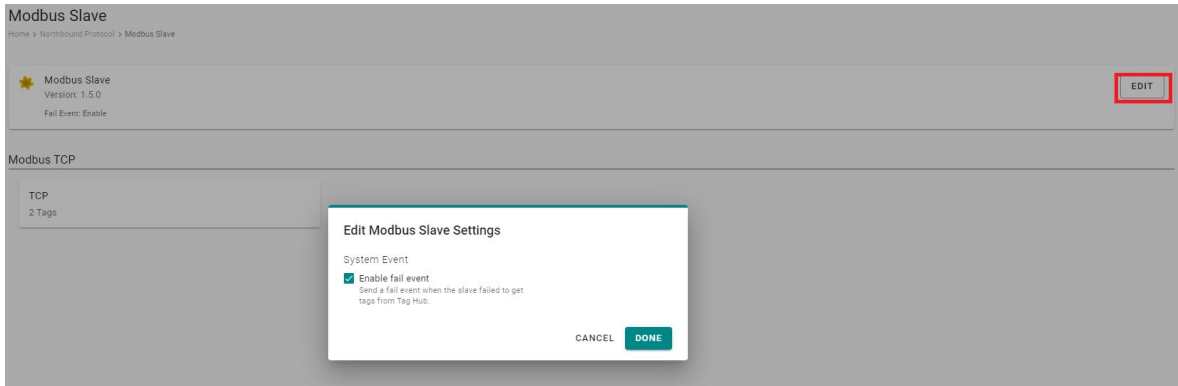 Modbus Slave
Home > Northbound Protocol > Modbus Slave
Modbus Slave
Version: 1.5.0
Fail Event: Enable
EDIT
Modbus TCP
TCP
2 Tags
Edit Modbus Slave Settings
System Event
Enable fail event
Send a fail event when the slave failed to get
tags from Tag Hub.
CANCEL DONE